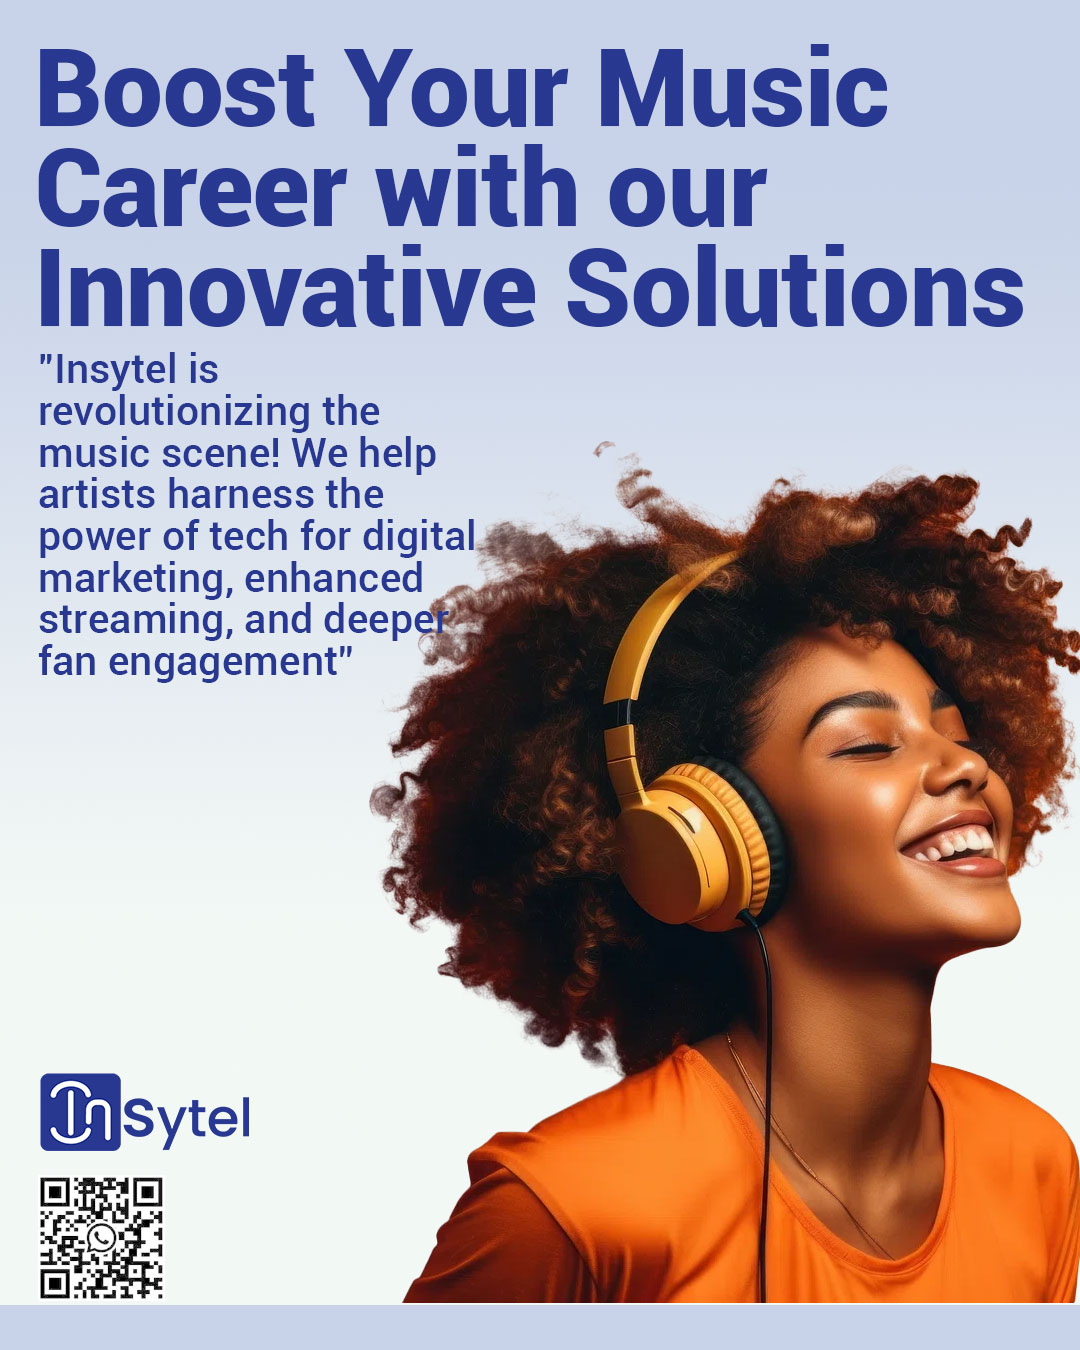 Boost Your Music
Career with our
Innovative Solutions
"Insytel is
revolutionizing the
music scene! We help
artists harness the
power of tech for digital
marketing, enhanced
streaming, and deeper
fan engagement"
InSytel